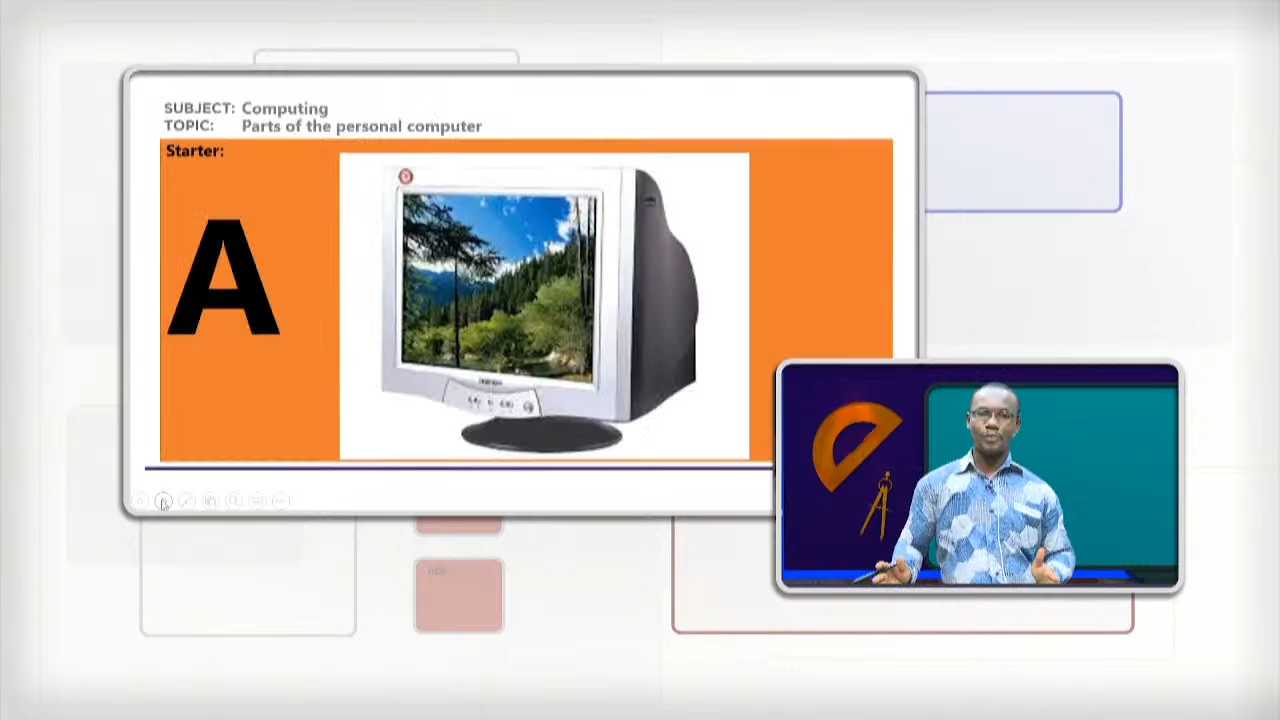 SUBJECT: Computing
TOPIC: Parts of the personal computer
Starter:
A